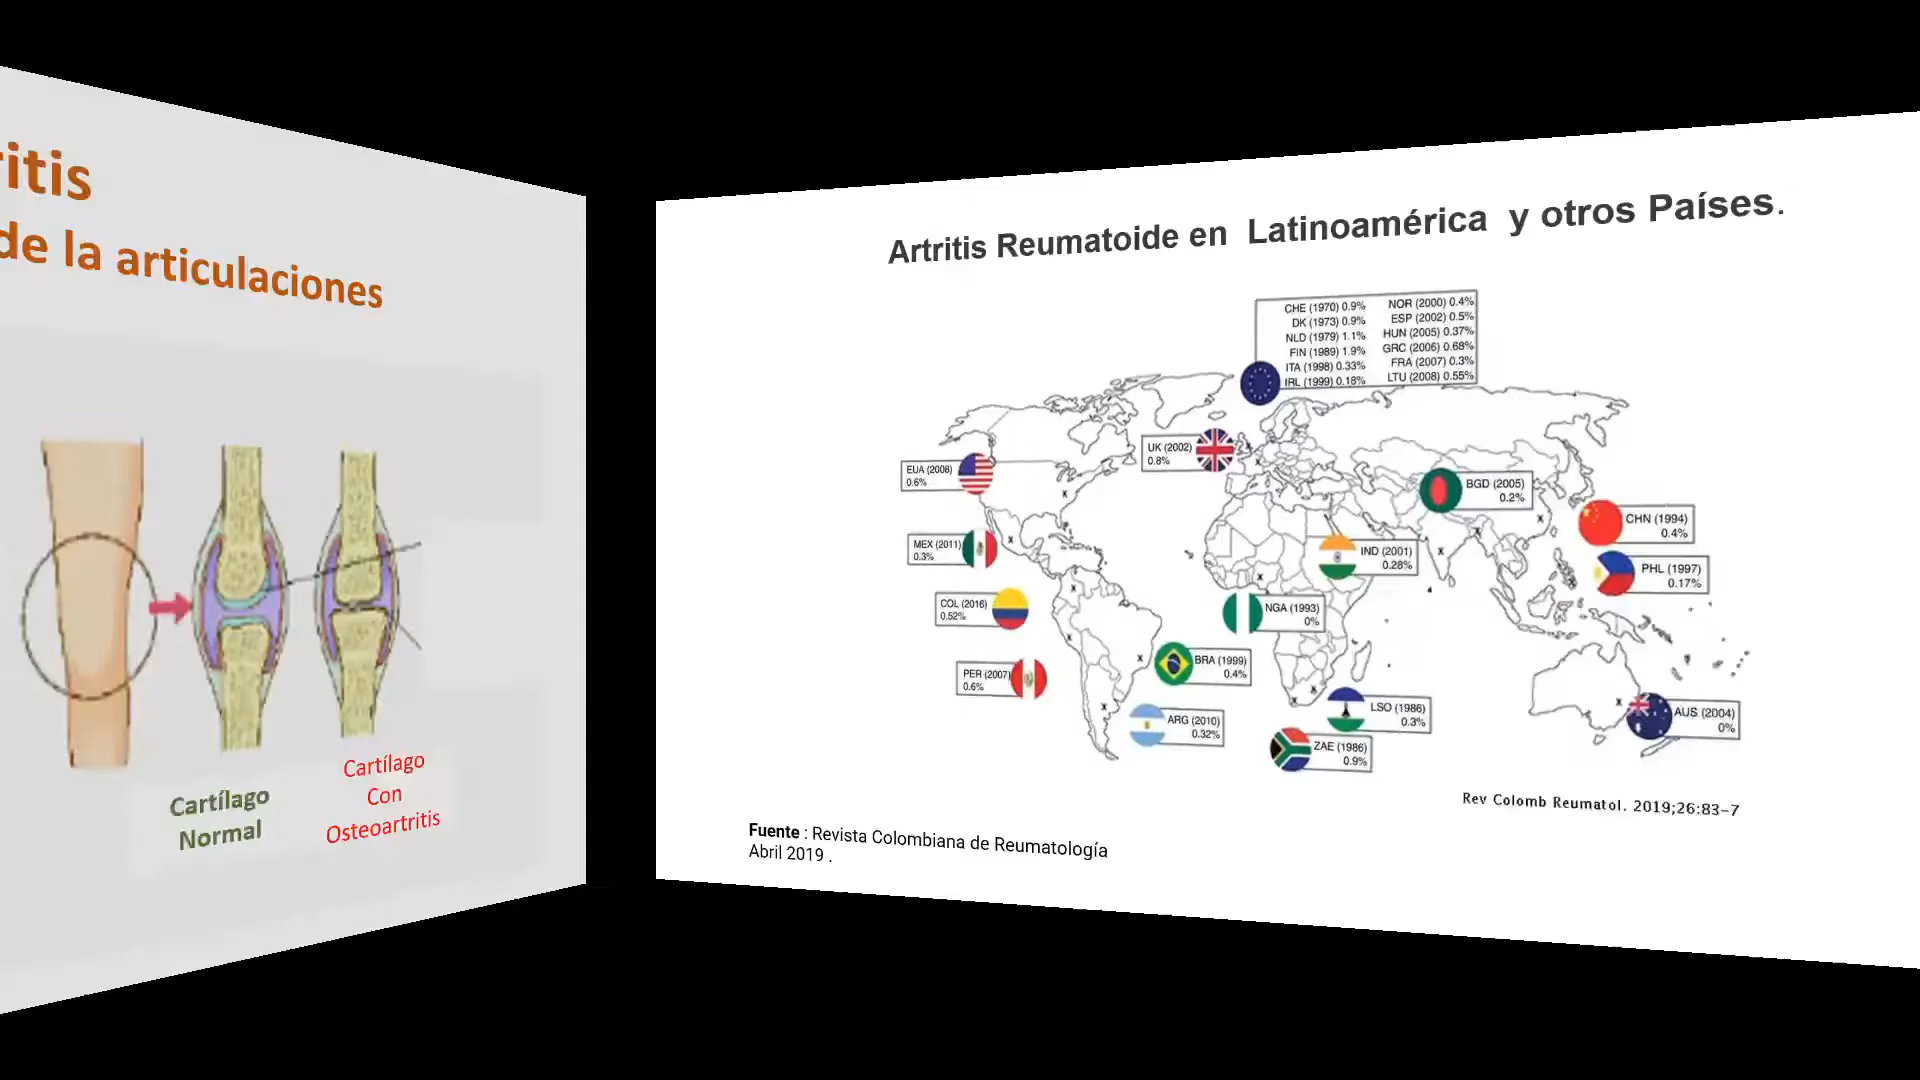 ritis
de la articulaciones
Cartílago
Normal
Cartílago
Con
Osteoartritis
Artritis Reumatoide en Latinoamérica y otros Países.
CHE (1970) 0.9%
DK (1973) 0.9%
NLD (1979) 1.1%
FIN (1989) 1.9%
ITA (1998) 0.33%
IRL (1999) 0.18%
NOR (2000) 0.4%
ESP (2002) 0.5%
HUN (2005) 0.37%
GRC (2006) 0.68%
FRA (2007) 0.3%
LTU (2008) 0.55%
UK (2002)
0.8%
EUA (2008)
0.6%
BGD (2005)
0.2%
CHN (1994)
0.4%
MEX (2011)
0.3%
IND (2001)
0.28%
PHL (1997)
0.17%
COL (2016)
0.52%
NGA (1993)
0%
PER (2007)
0.6%
BRA (1999)
0.4%
ARG (2010)
0.32%
LSO (1986)
0.3%
ZAE (1986)
0.9%
AUS (2004)
0%
Rev Colomb Reumatol. 2019;26:83-7
Fuente : Revista Colombiana de Reumatología
Abril 2019 .